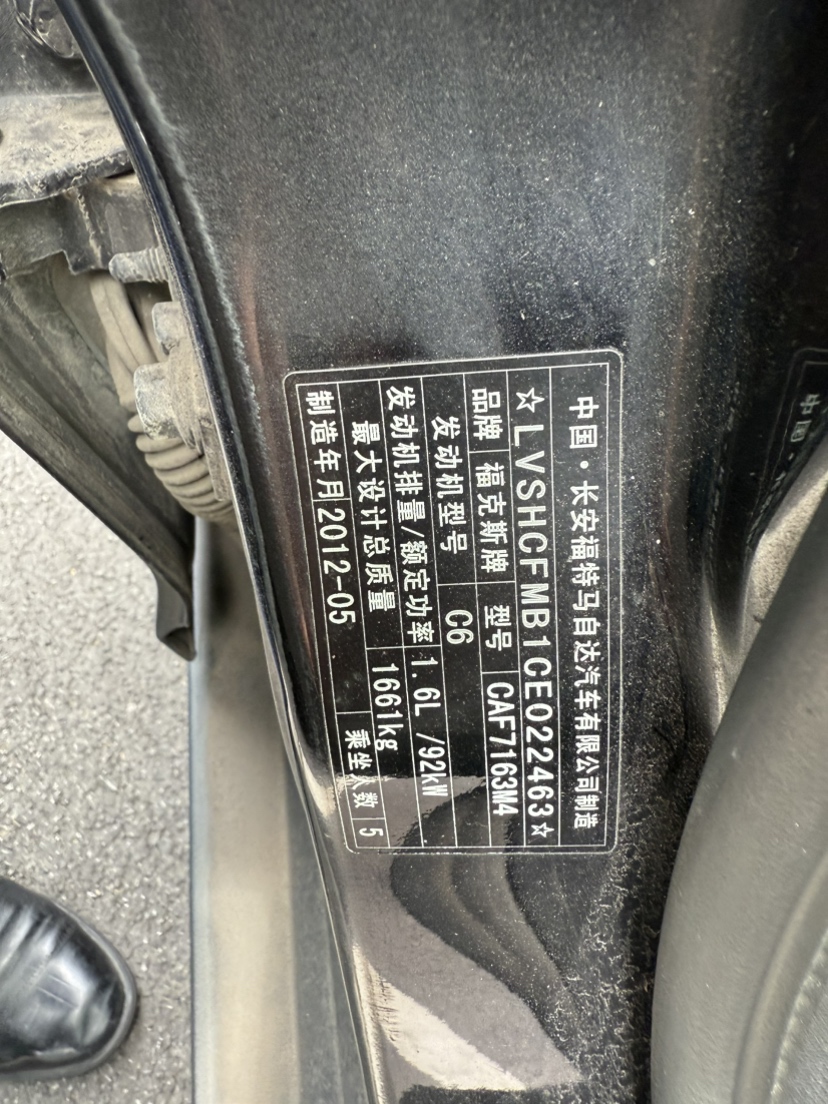 中国·长安福特马自达汽车有限公司制造
☆LVSHCFMB1CE022463☆
品牌 福克斯牌 型号 CAF7163M4
发动机型号 C6
发动机排量/额定功率 1.6L /92kW
最大设计总质量 1661kg
制造年月 2012-05 乘坐人数 5
中国·